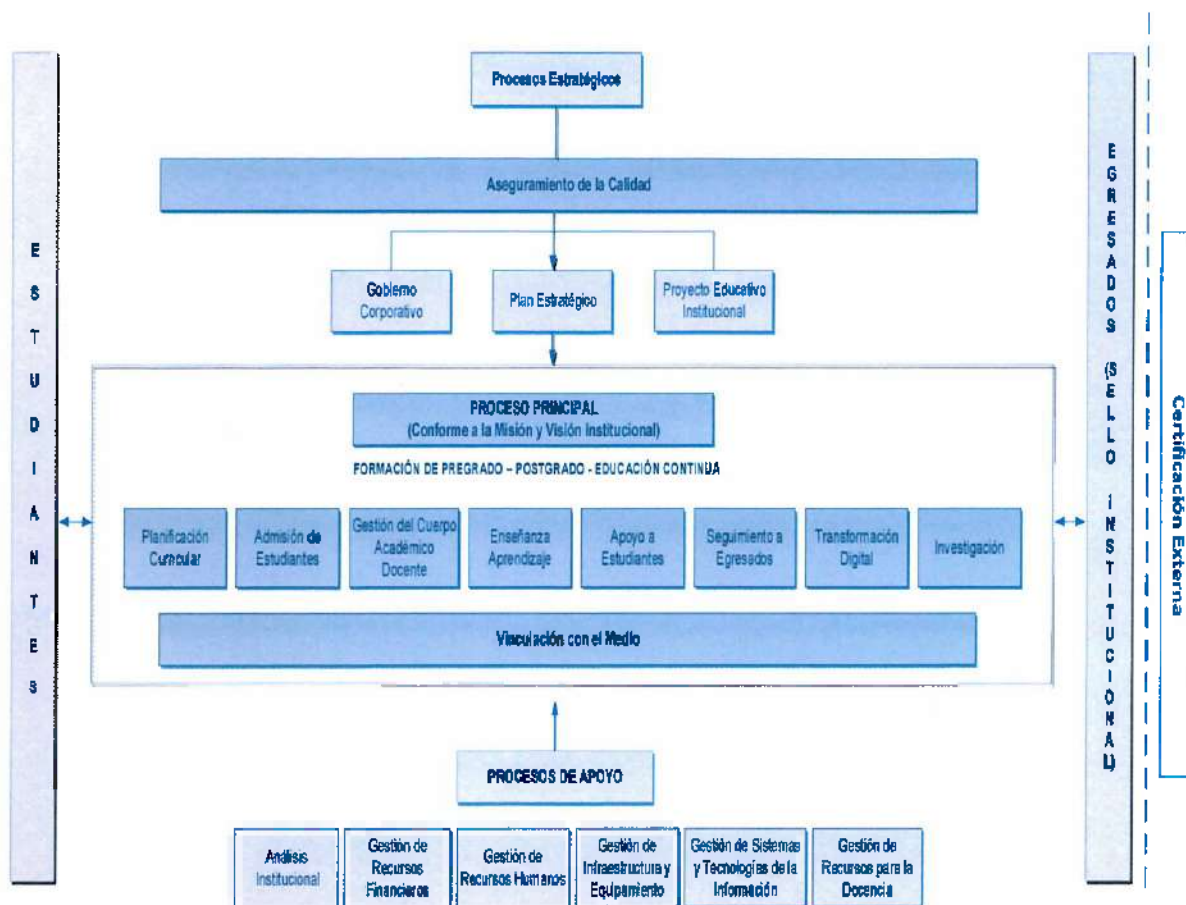 Procesos Estratégicos
Aseguramiento de la Calidad
Gobierno
Corporativo
Plan Estratégico
Proyecto Educativo
Institucional
ESTUDIANTES
PROCESO PRINCIPAL
(Conforme a la Misión y Visión Institucional)
FORMACIÓN DE PREGRADO – POSTGRADO - EDUCACIÓN CONTINUA
Planificación
Curricular
Admisión de
Estudiantes
Gestión del Cuerpo
Académico
Docente
Enseñanza
Aprendizaje
Apoyo a
Estudiantes
Seguimiento a
Egresados
Transformación
Digital
Investigación
Vinculación con el Medio
EGRESADOS (SELLO INSTITUCIONAL)
Certificación Externa
PROCESOS DE APOYO
Análisis
Institucional
Gestión de
Recursos
Financieros
Gestión de
Recursos Humanos
Gestión de
Infraestructura y
Equipamiento
Gestión de Sistemas
y Tecnologías de la
Información
Gestión de
Recursos para la
Docencia